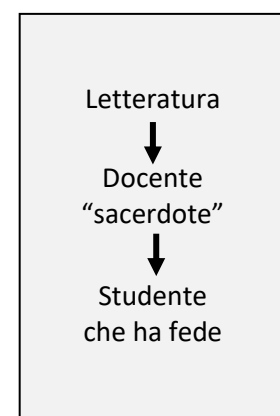 Letteratura
Docente
“sacerdote”
Studente
che ha fede